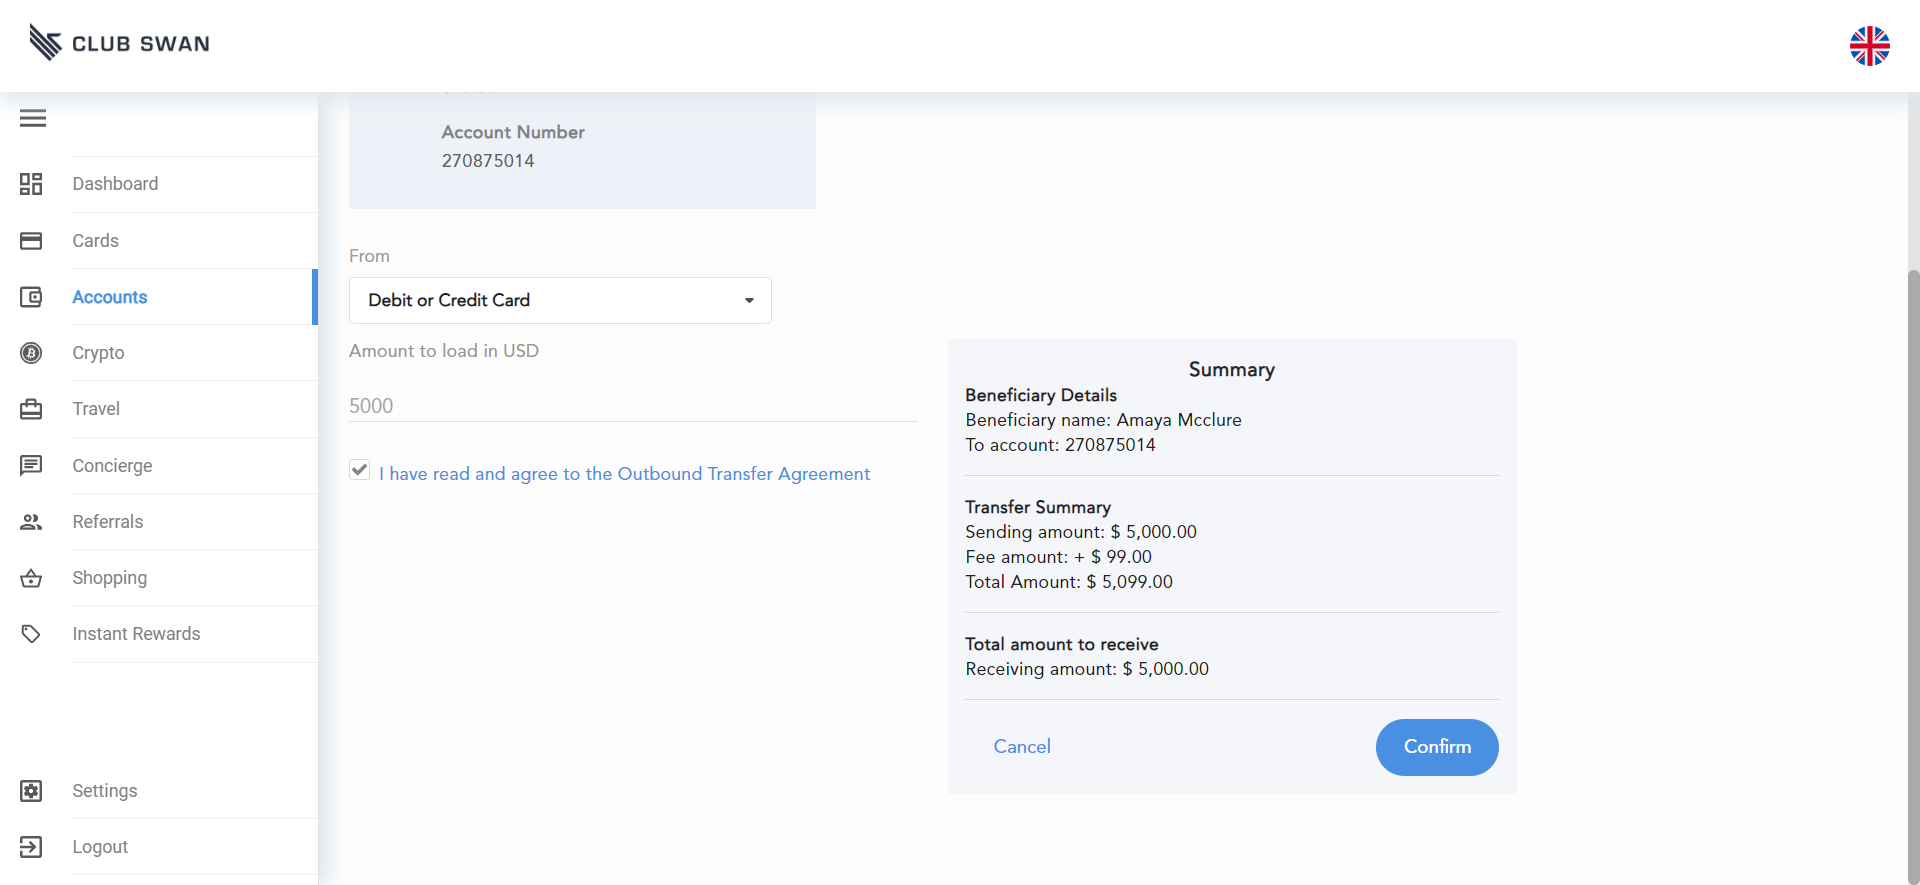 CLUB SWAN
Dashboard
Cards
Accounts
Crypto
Travel
Concierge
Referrals
Shopping
Instant Rewards
Settings
Logout
Account Number
270875014
From
Debit or Credit Card
Amount to load in USD
5000
I have read and agree to the Outbound Transfer Agreement
Summary
Beneficiary Details
Beneficiary name: Amaya Mcclure
To account: 270875014
Transfer Summary
Sending amount: $ 5,000.00
Fee amount: + $ 99.00
Total Amount: $ 5,099.00
Total amount to receive
Receiving amount: $ 5,000.00
Cancel
Confirm